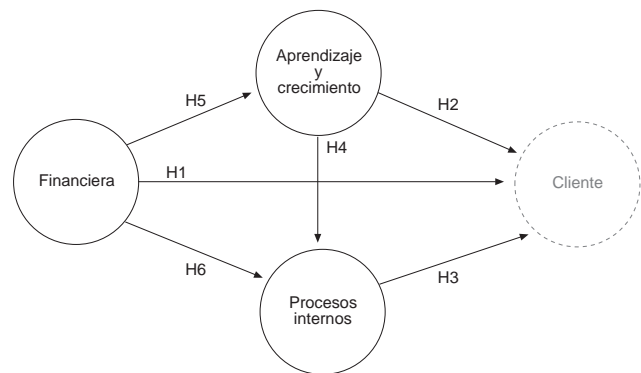 Aprendizaje
y
crecimiento
H5
H2
H4
Financiera
H1
Cliente
H6
H3
Procesos
internos